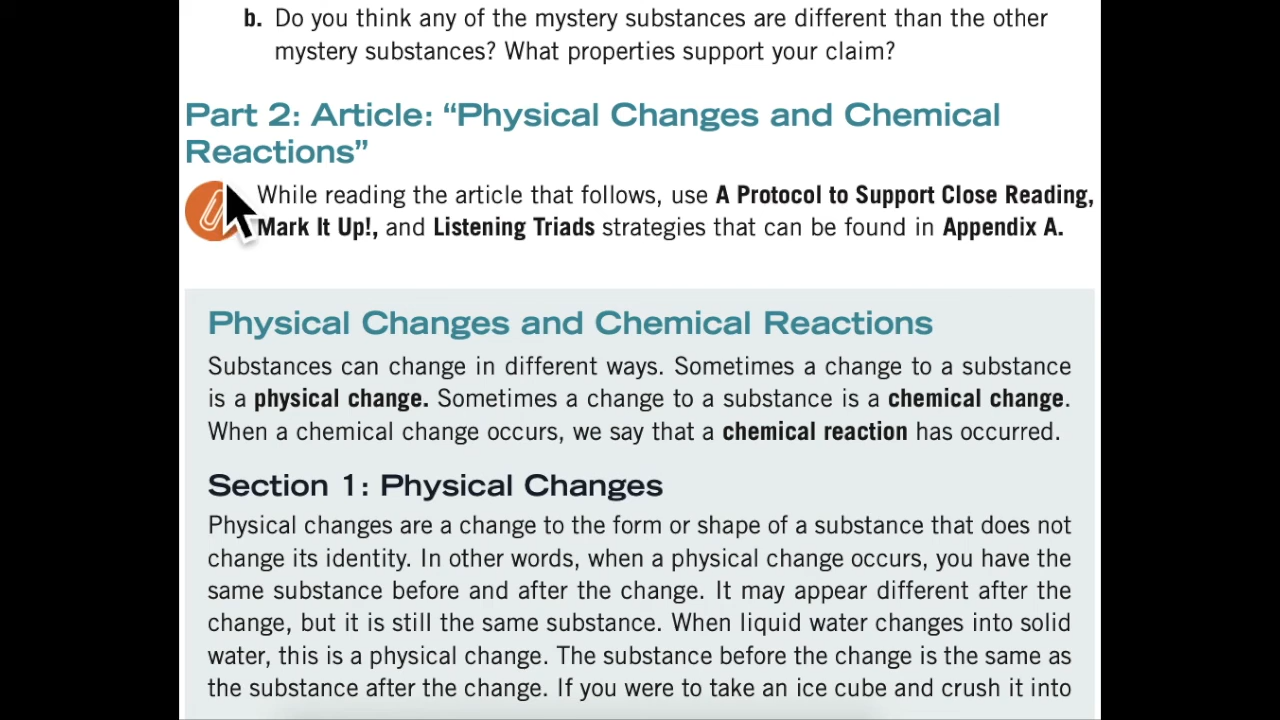 b. Do you think any of the mystery substances are different than the other
mystery substances? What properties support your claim?
Part 2: Article: “Physical Changes and Chemical
Reactions”
While reading the article that follows, use A Protocol to Support Close Reading,
Mark It Up!, and Listening Triads strategies that can be found in Appendix A.
Physical Changes and Chemical Reactions
Substances can change in different ways. Sometimes a change to a substance
is a physical change. Sometimes a change to a substance is a chemical change.
When a chemical change occurs, we say that a chemical reaction has occurred.
Section 1: Physical Changes
Physical changes are a change to the form or shape of a substance that does not
change its identity. In other words, when a physical change occurs, you have the
same substance before and after the change. It may appear different after the
change, but it is still the same substance. When liquid water changes into solid
water, this is a physical change. The substance before the change is the same as
the substance after the change. If you were to take an ice cube and crush it into